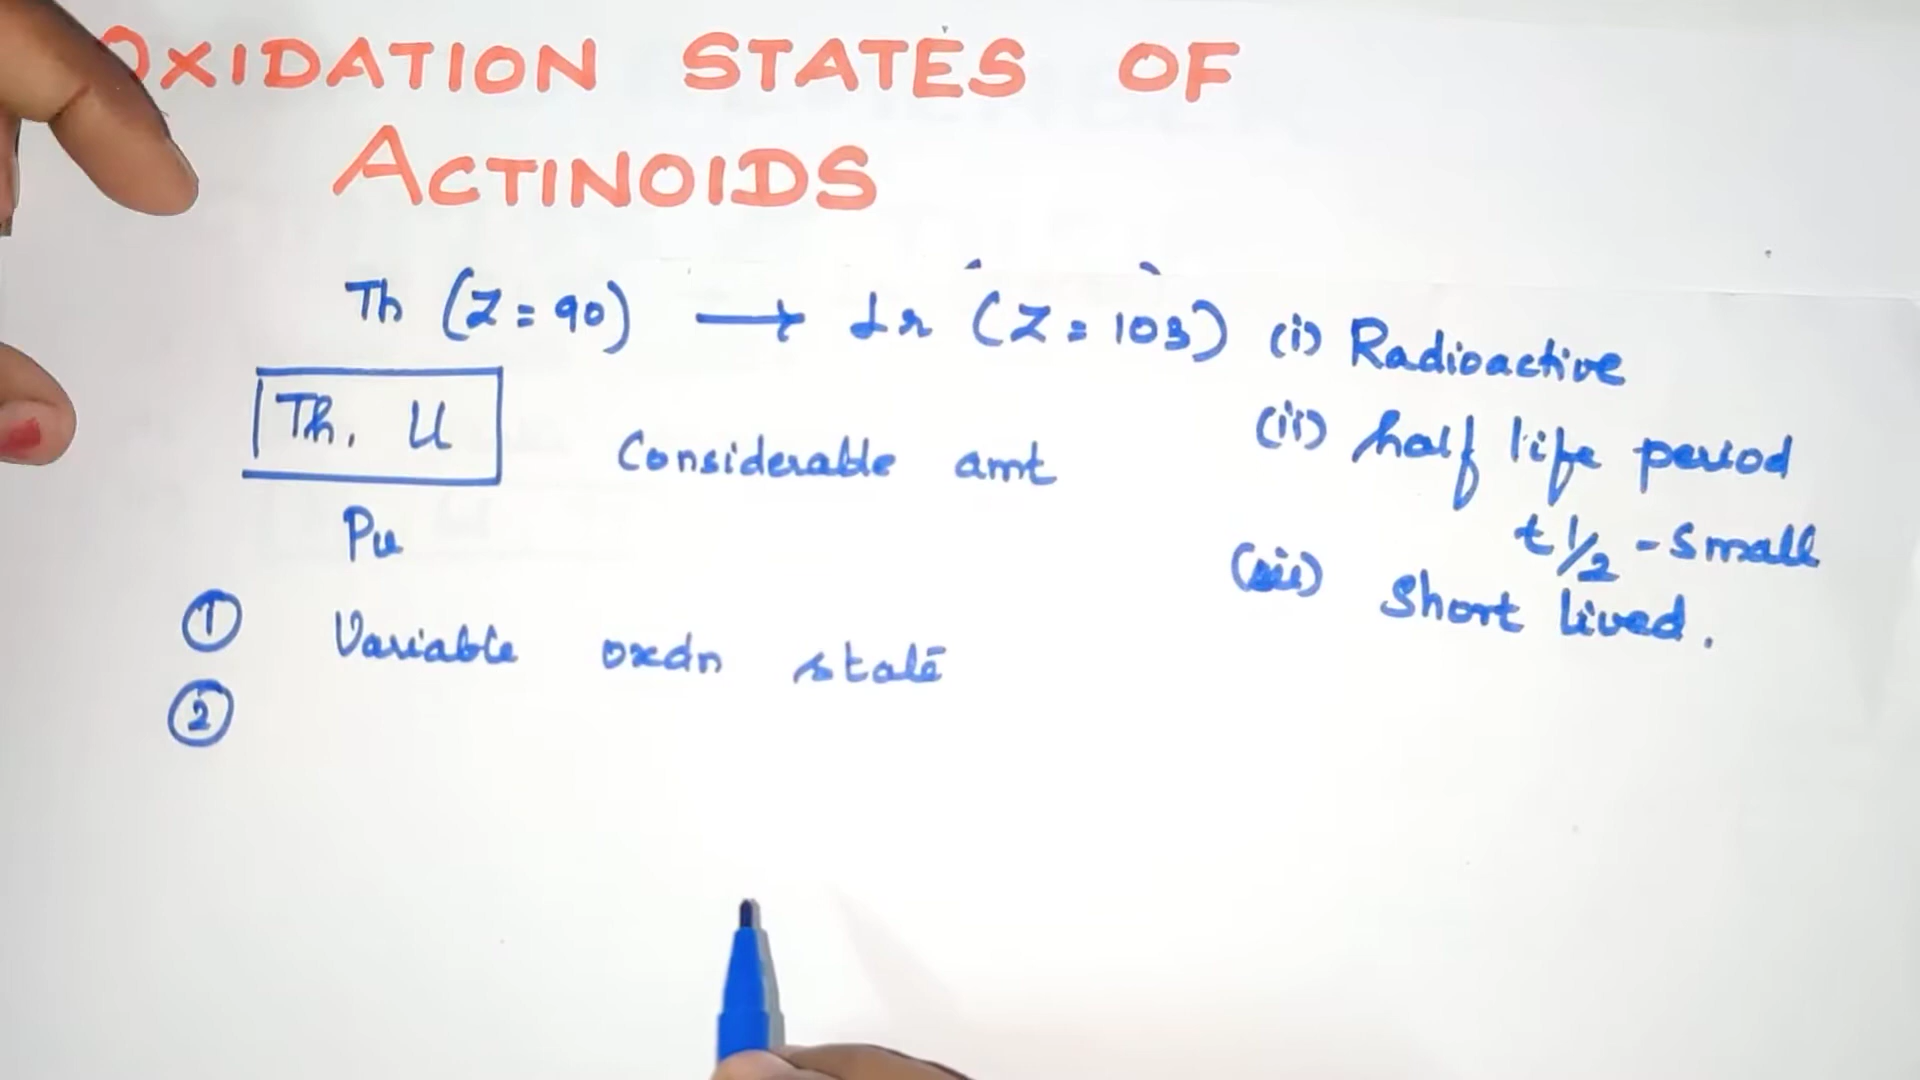 OXIDATION STATES OF
ACTINOIDS
Th (Z = 90) → Lr (Z = 103)
(i) Radioactive
Th, U
Considerable amt
(ii) half life period
t 1/2 - small
Pu
(iii) Short lived.
① Variable oxdn state
②